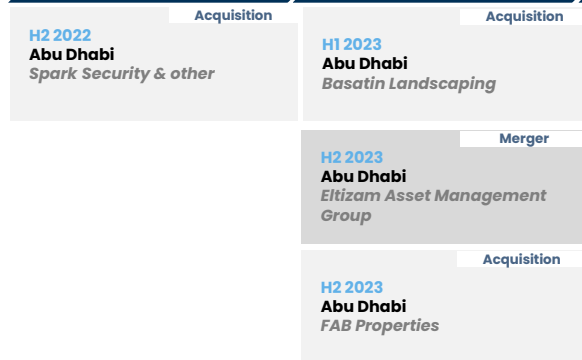 Acquisition
H2 2022
Abu Dhabi
Spark Security & other
Acquisition
H1 2023
Abu Dhabi
Basatin Landscaping
Merger
H2 2023
Abu Dhabi
Eltizam Asset Management
Group
Acquisition
H2 2023
Abu Dhabi
FAB Properties